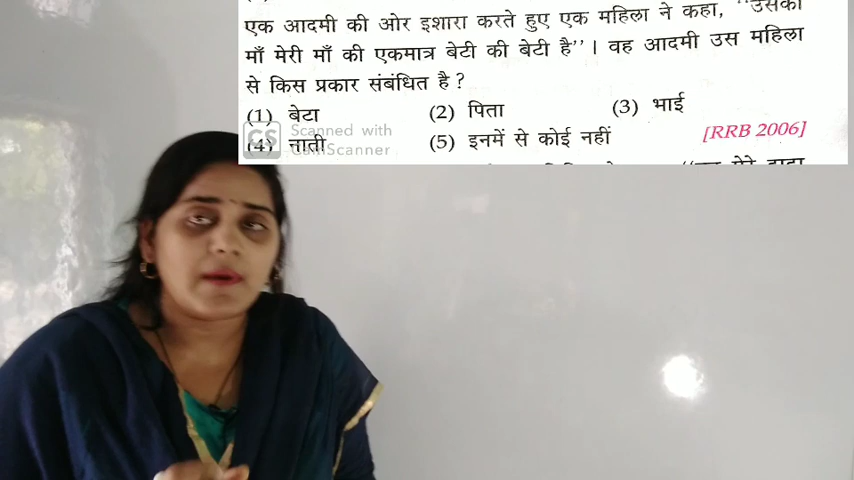 एक आदमी की ओर इशारा करते हुए एक महिला ने कहा, "उसकी
माँ मेरी माँ की एकमात्र बेटी की बेटी है"। वह आदमी उस महिला
से किस प्रकार संबंधित है ?
(1) बेटा (2) पिता (3) भाई
(4) नाती (5) इनमें से कोई नहीं [RRB 2006]
CS Scanned with
CamScanner